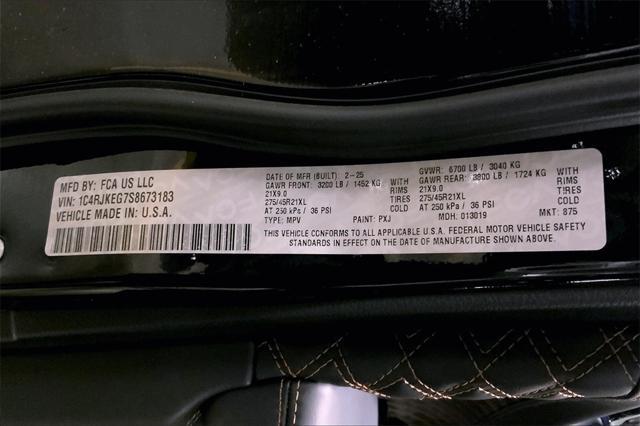 MFD BY: FCA US LLC
VIN: 1C4RJKEG7S8673183
VEHICLE MADE IN: U.S.A.
DATE OF MFR (BUILT): 2-25
GAWR FRONT: 3200 LB / 1452 KG WITH
21X9.0 RIMS
275/45R21XL TIRES
AT 250 kPa / 36 PSI COLD
TYPE: MPV PAINT: PXJ
GVWR: 6700 LB / 3040 KG
GAWR REAR: 3800 LB / 1724 KG WITH
21X9.0 RIMS
275/45R21XL TIRES
AT 250 kPa / 36 PSI COLD
MDH: 013019 MKT: 875
THIS VEHICLE CONFORMS TO ALL APPLICABLE U.S.A. FEDERAL MOTOR VEHICLE SAFETY
STANDARDS IN EFFECT ON THE DATE OF MANUFACTURE SHOWN ABOVE.